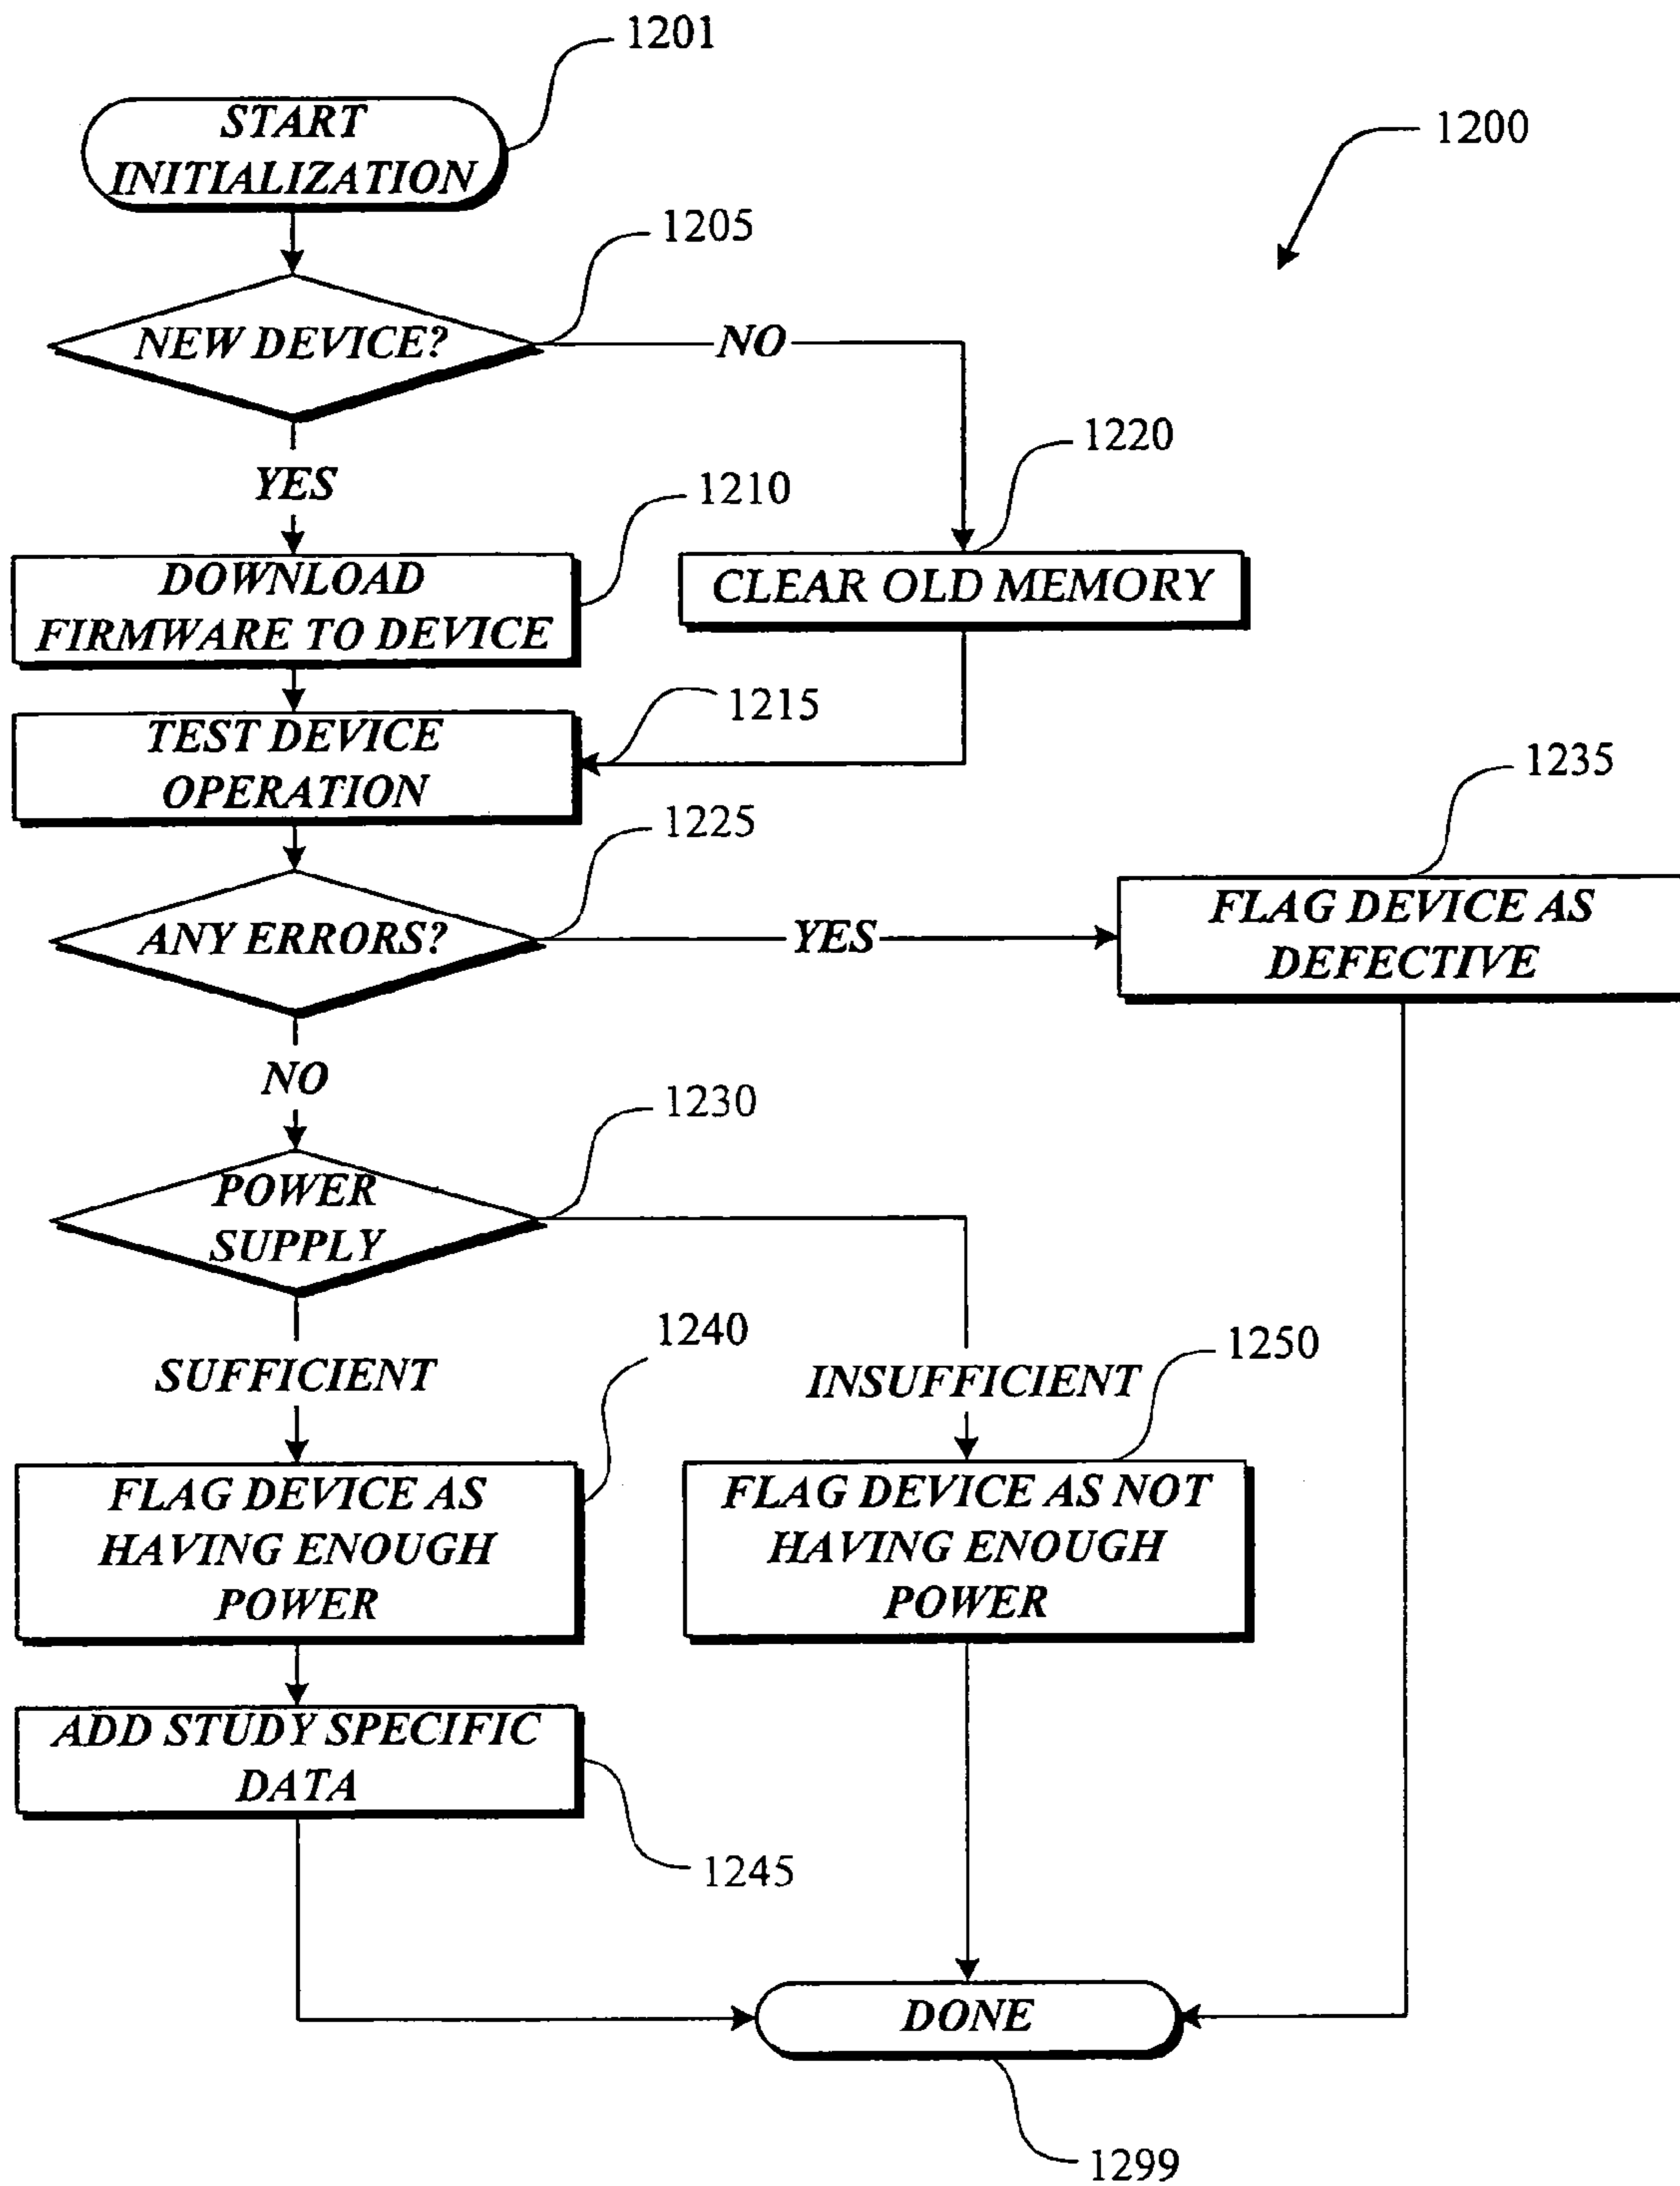 1201
START
INITIALIZATION
1200
1205
NEW DEVICE?
NO
1220
YES
1210
DOWNLOAD
FIRMWARE TO DEVICE
CLEAR OLD MEMORY
1215
TEST DEVICE
OPERATION
1235
1225
FLAG DEVICE AS
DEFECTIVE
ANY ERRORS?
YES
NO
1230
POWER
SUPPLY
1240
1250
SUFFICIENT
INSUFFICIENT
FLAG DEVICE AS
HAVING ENOUGH
POWER
FLAG DEVICE AS NOT
HAVING ENOUGH
POWER
ADD STUDY SPECIFIC
DATA
1245
DONE
1299